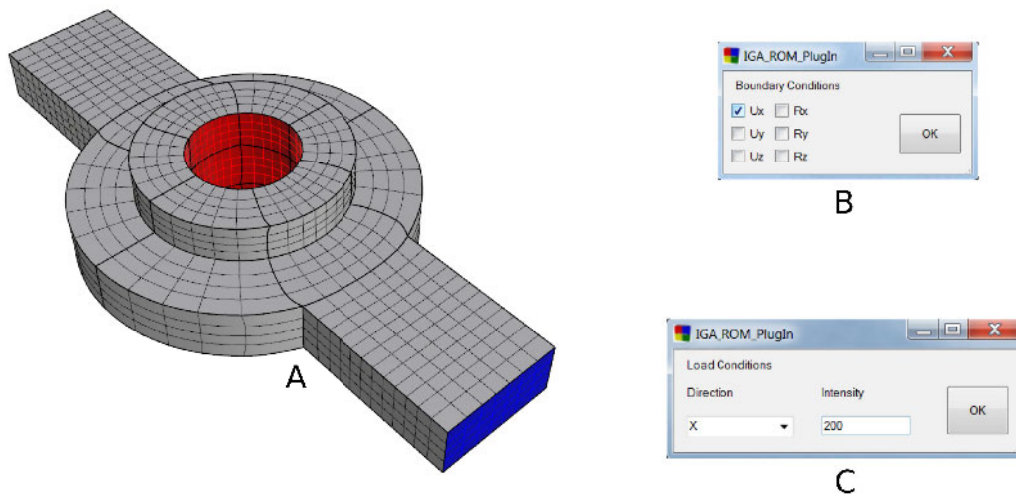 IGA_ROM_PlugIn
Boundary Conditions
Ux Rx
Uy Ry
Uz Rz
OK
B
A
IGA_ROM_PlugIn
Load Conditions
Direction Intensity
X 200
OK
C